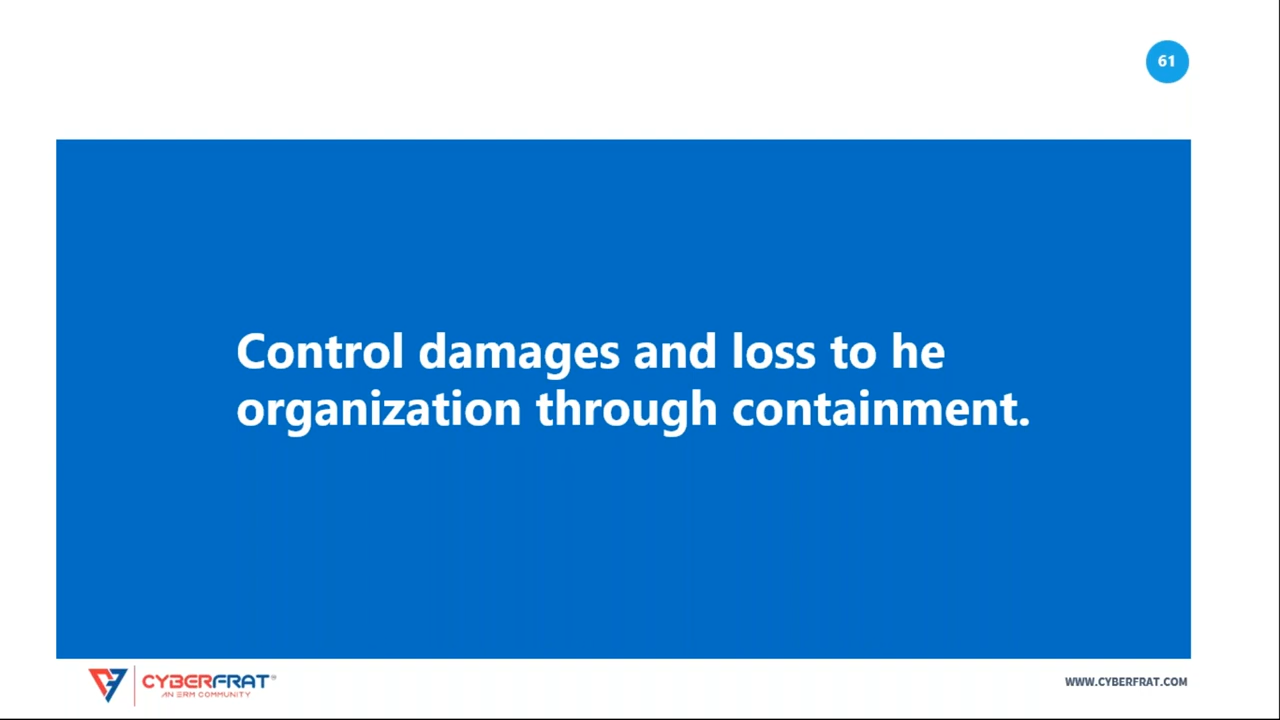 61
Control damages and loss to he
organization through containment.
CYBERFRAT®
AN ERM COMMUNITY
WWW.CYBERFRAT.COM